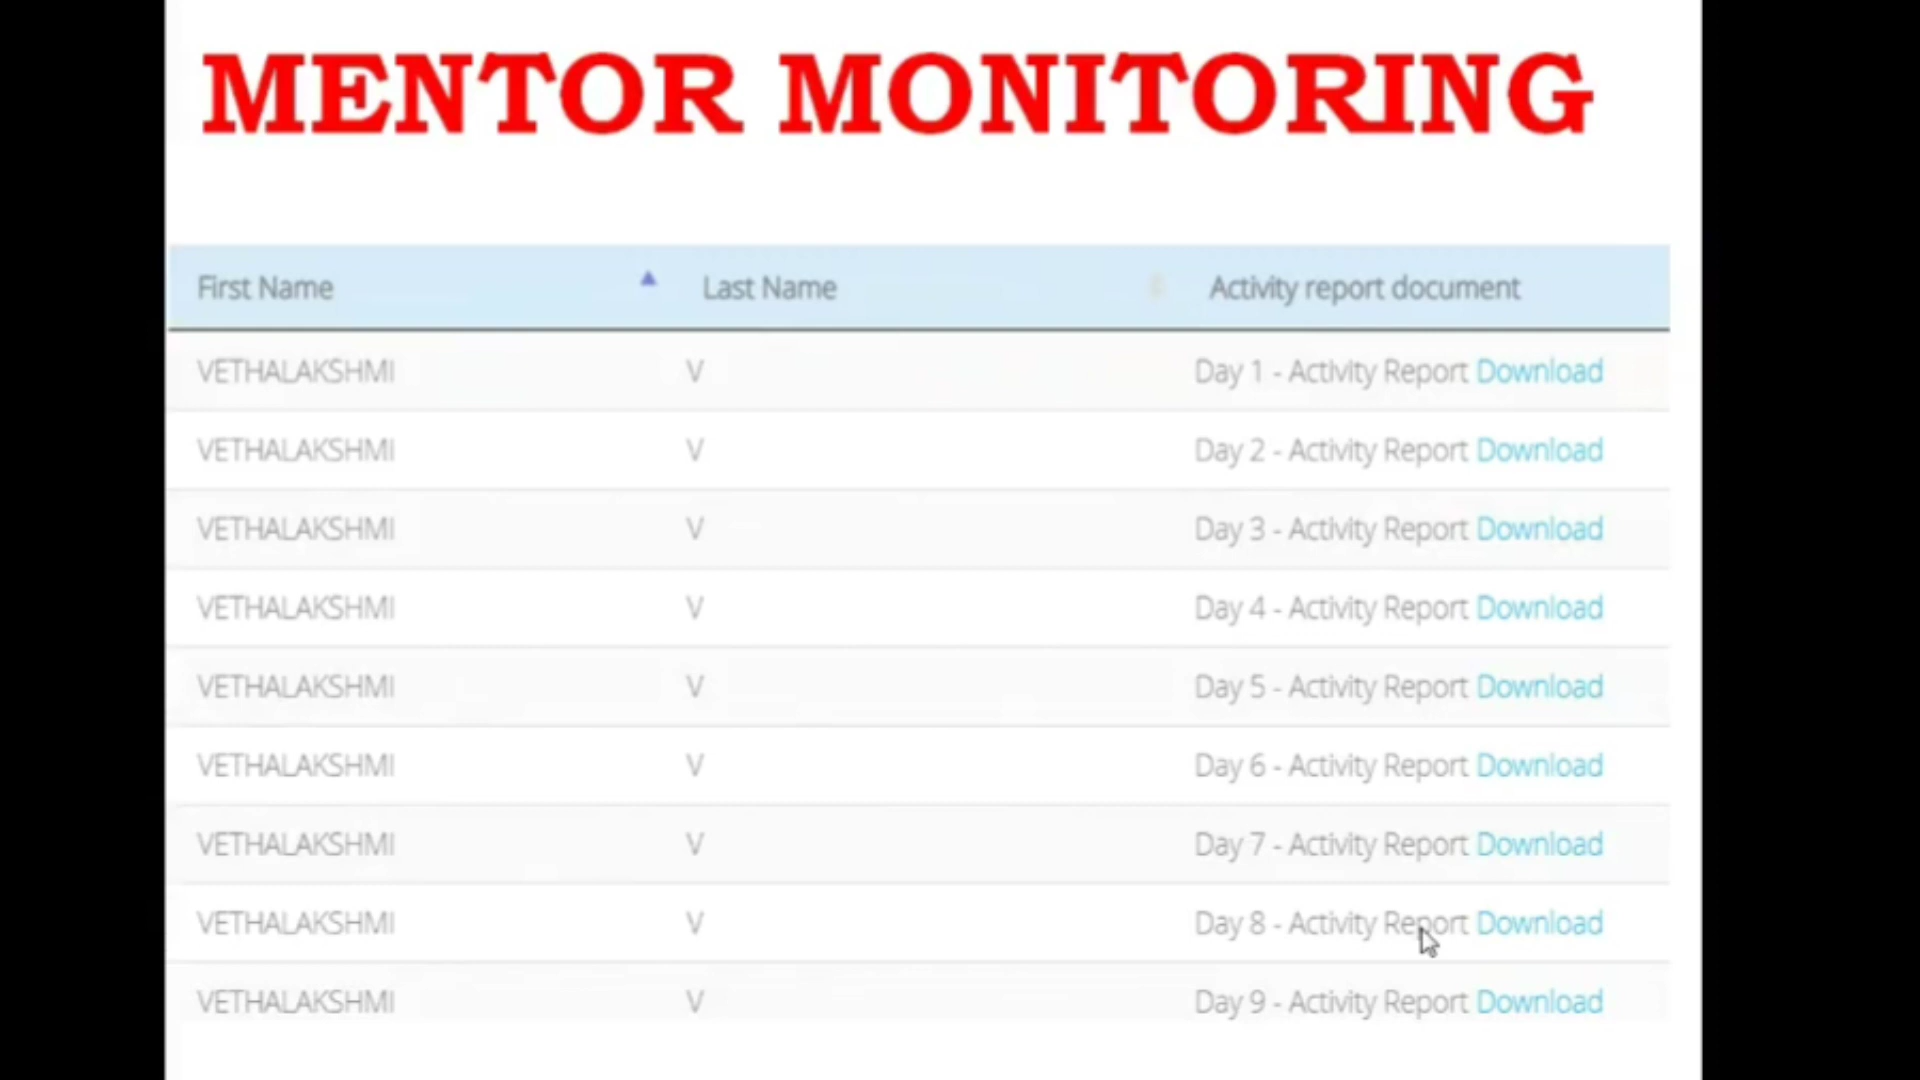 MENTOR MONITORING
First Name Last Name Activity report document
VETHALAKSHMI V Day 1 - Activity Report Download
VETHALAKSHMI V Day 2 - Activity Report Download
VETHALAKSHMI V Day 3 - Activity Report Download
VETHALAKSHMI V Day 4 - Activity Report Download
VETHALAKSHMI V Day 5 - Activity Report Download
VETHALAKSHMI V Day 6 - Activity Report Download
VETHALAKSHMI V Day 7 - Activity Report Download
VETHALAKSHMI V Day 8 - Activity Report Download
VETHALAKSHMI V Day 9 - Activity Report Download